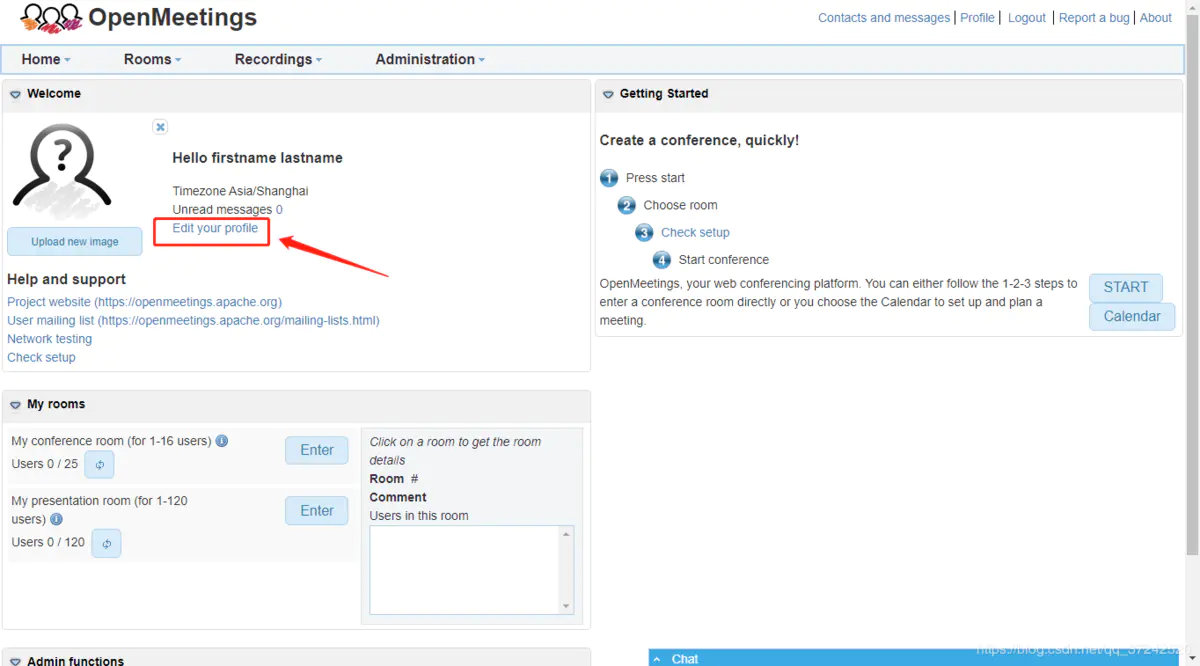 OpenMeetings
Contacts and messages | Profile | Logout | Report a bug | About
Home Rooms Recordings Administration
Welcome
Hello firstname lastname
Timezone Asia/Shanghai
Unread messages 0
Edit your profile
Upload new image
Help and support
Project website (https://openmeetings.apache.org)
User mailing list (https://openmeetings.apache.org/mailing-lists.html)
Network testing
Check setup
Getting Started
Create a conference, quickly!
1 Press start
2 Choose room
3 Check setup
4 Start conference
OpenMeetings, your web conferencing platform. You can either follow the 1-2-3 steps to
enter a conference room directly or you choose the Calendar to set up and plan a
meeting.
START
Calendar
My rooms
My conference room (for 1-16 users)
Users 0 / 25
Enter
My presentation room (for 1-120
users)
Users 0 / 120
Enter
Click on a room to get the room
details
Room #
Comment
Users in this room
Admin functions
Chat